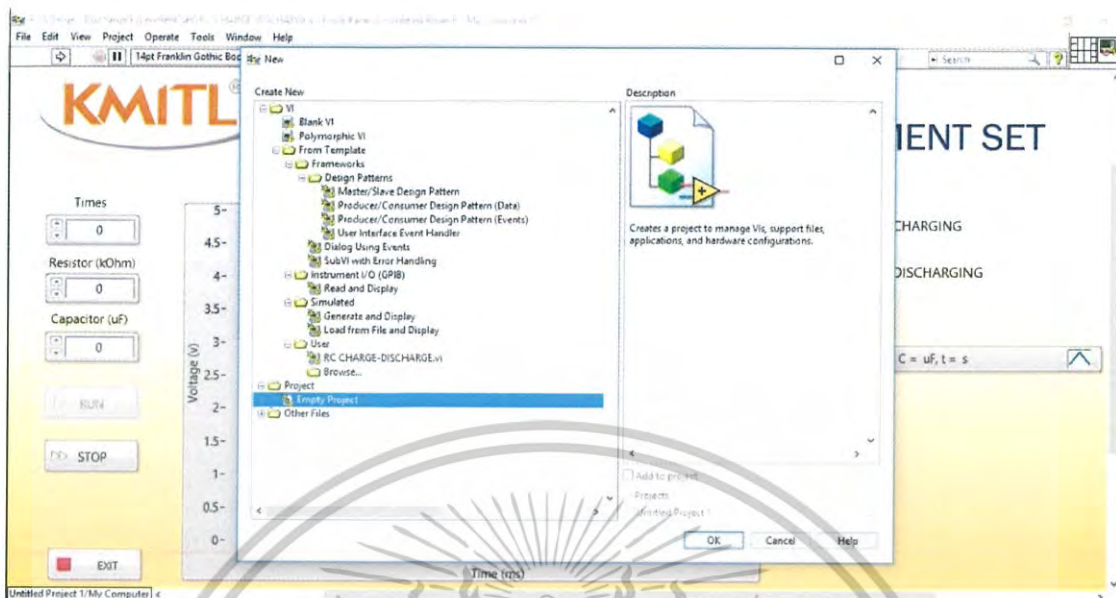 File Edit View Project Operate Tools Window Help
14pt Franklin Gothic Boo
Search
KMITL
MENT SET
Times
0
Resistor (kOhm)
0
Capacitor (uF)
0
RUN
STOP
EXIT
Voltage (v)
5
4.5
4
3.5
3
2.5
2
1.5
1
0.5
0
Time (ms)
CHARGING
DISCHARGING
C = uF, t = s
New
Create New
VI
Blank VI
Polymorphic VI
From Template
Frameworks
Design Patterns
Master/Slave Design Pattern
Producer/Consumer Design Pattern (Data)
Producer/Consumer Design Pattern (Events)
User Interface Event Handler
Dialog Using Events
SubVI with Error Handling
Instrument I/O (GPIB)
Read and Display
Simulated
Generate and Display
Load from File and Display
User
RC CHARGE-DISCHARGE.vi
Browse...
Project
Empty Project
Other Files
Description
Creates a project to manage VIs, support files,
applications, and hardware configurations.
Add to project
Projects
Untitled Project 1
OK Cancel Help
Untitled Project 1/My Computer